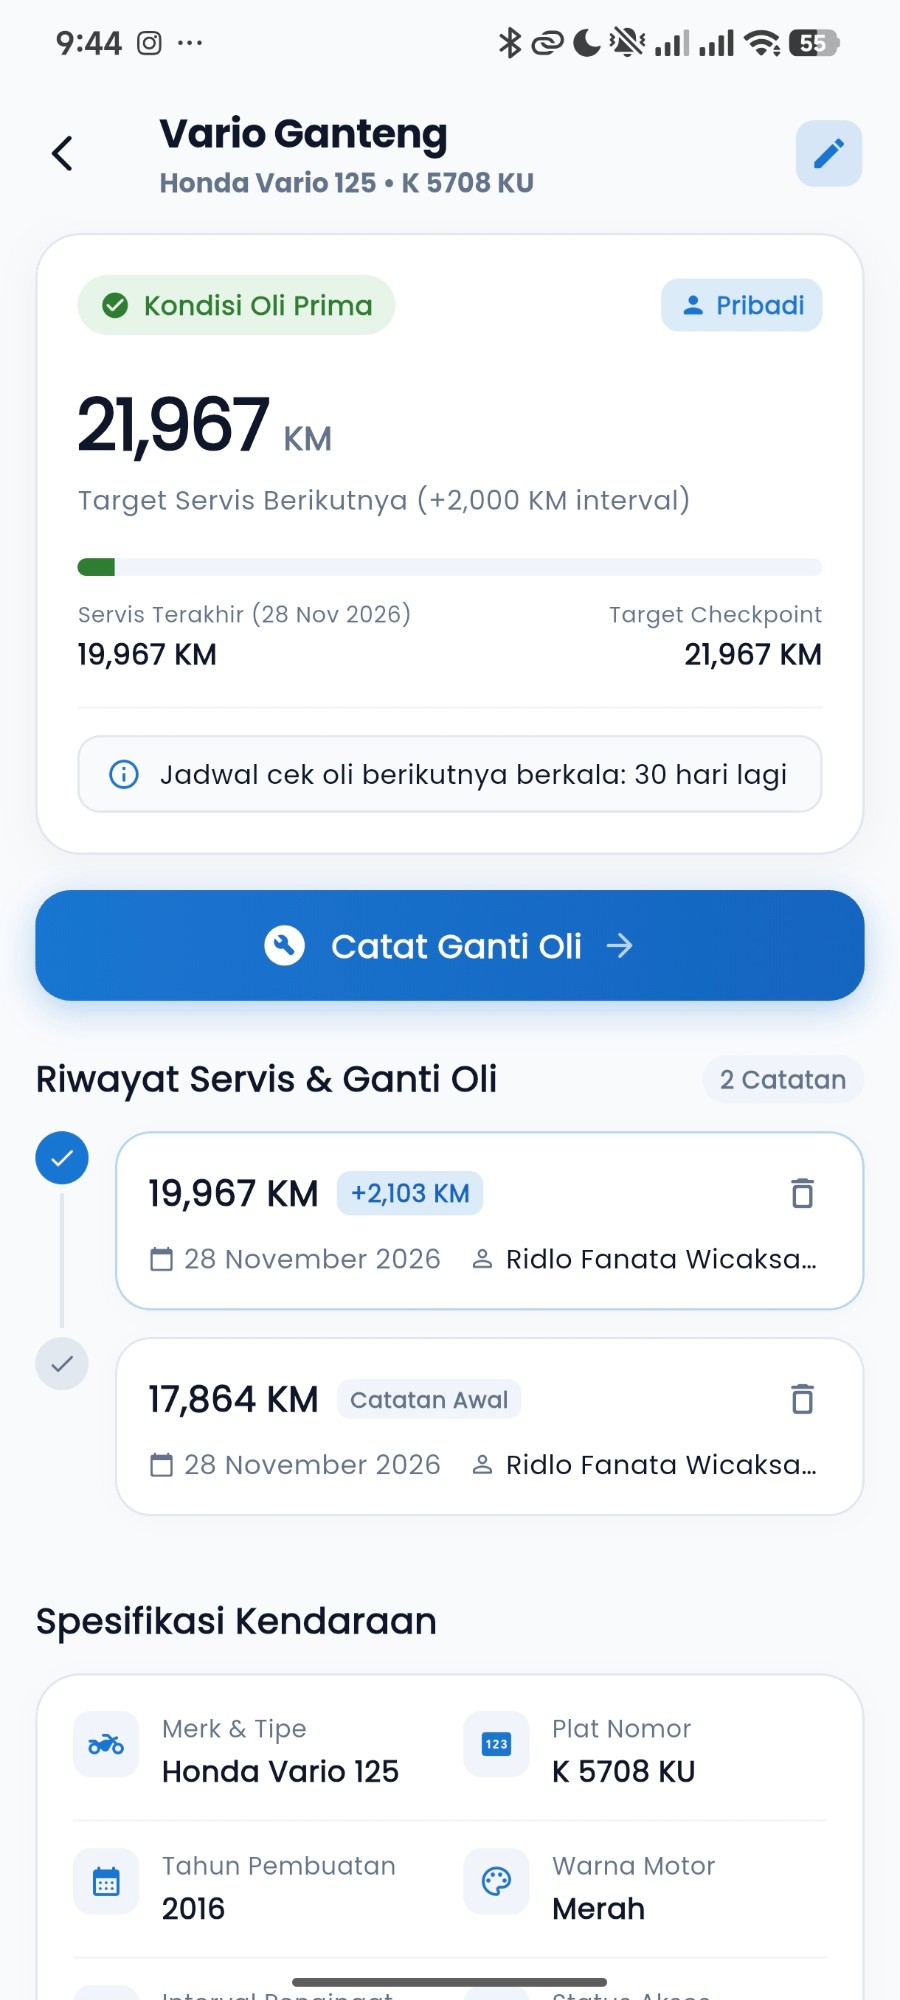 9:44 ...
55
Vario Ganteng
Honda Vario 125 • K 5708 KU
Kondisi Oli Prima
Pribadi
21,967 KM
Target Servis Berikutnya (+2,000 KM interval)
Servis Terakhir (28 Nov 2026)
Target Checkpoint
19,967 KM
21,967 KM
Jadwal cek oli berikutnya berkala: 30 hari lagi
Catat Ganti Oli →
Riwayat Servis & Ganti Oli
2 Catatan
19,967 KM +2,103 KM
28 November 2026 Ridlo Fanata Wicaksa...
17,864 KM Catatan Awal
28 November 2026 Ridlo Fanata Wicaksa...
Spesifikasi Kendaraan
Merk & Tipe
Honda Vario 125
123
Plat Nomor
K 5708 KU
Tahun Pembuatan
2016
Warna Motor
Merah